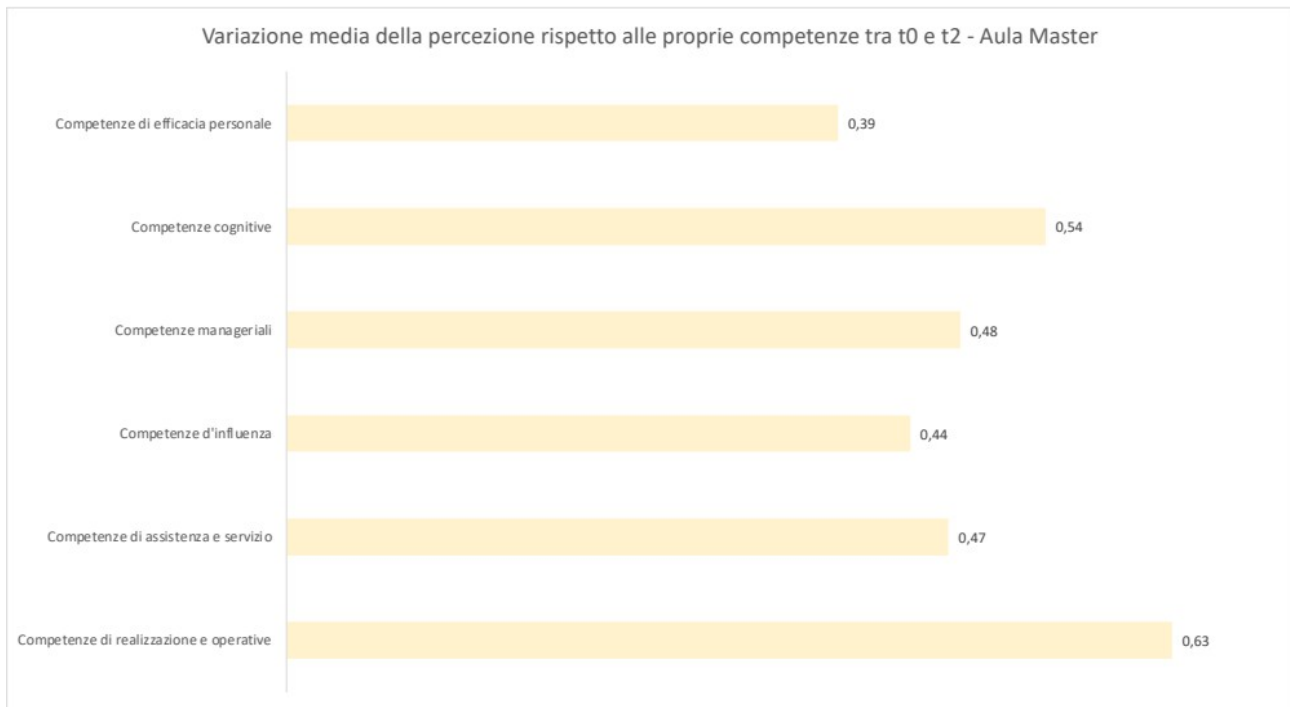 Variazione media della percezione rispetto alle proprie competenze tra t0 e t2 - Aula Master
Competenze di efficacia personale
0,39
Competenze cognitive
0,54
Competenze manageriali
0,48
Competenze d'influenza
0,44
Competenze di assistenza e servizio
0,47
Competenze di realizzazione e operative
0,63